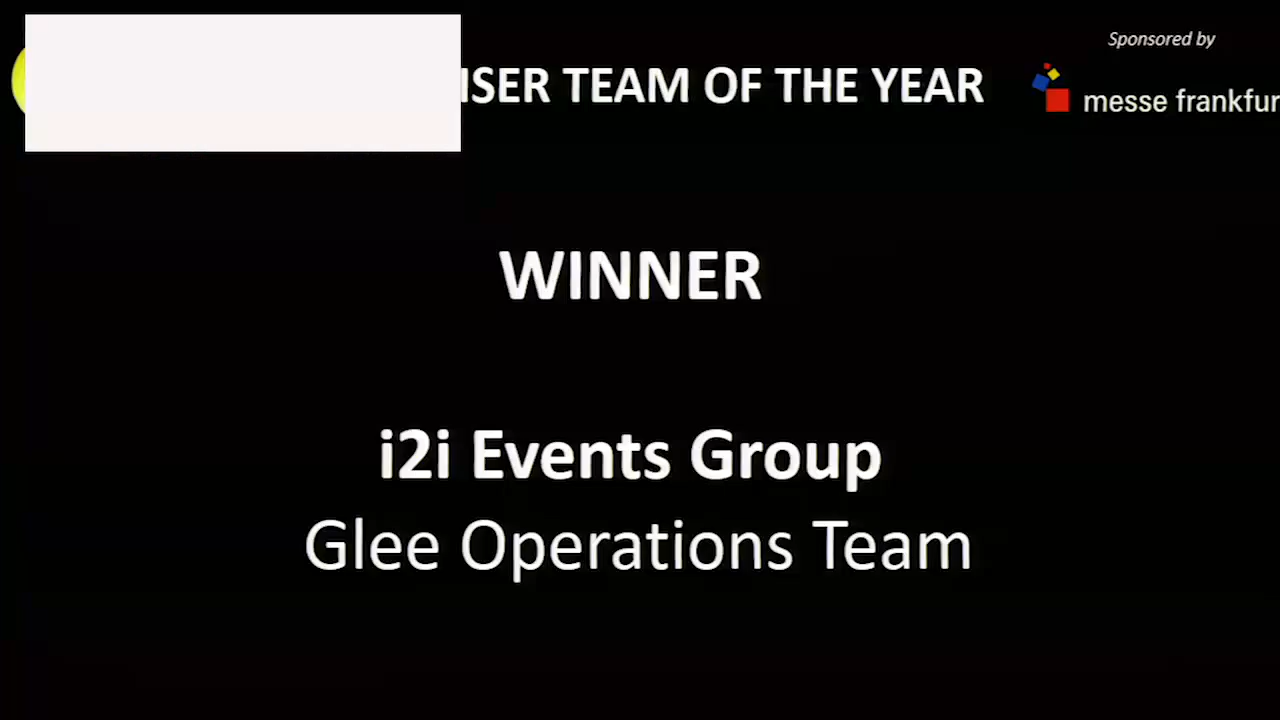 Sponsored by
ISER TEAM OF THE YEAR
messe frankfur
WINNER
i2i Events Group
Glee Operations Team